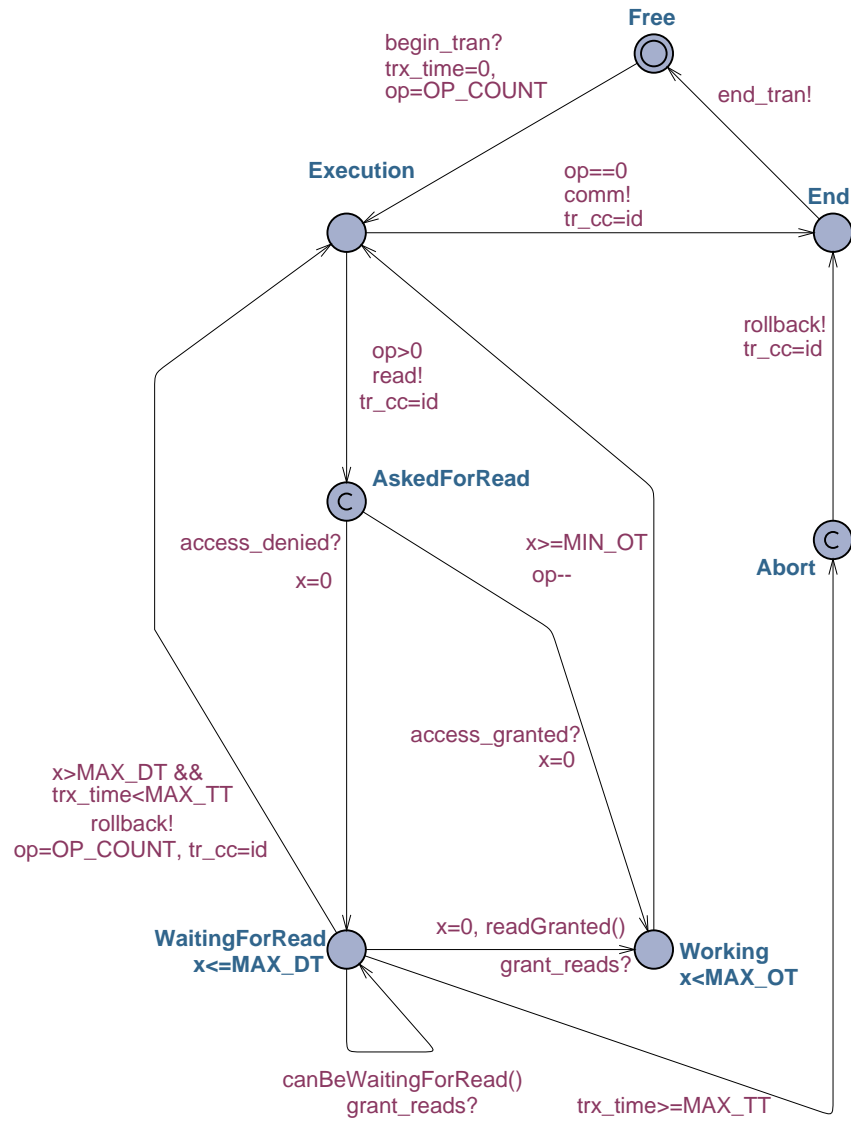 Free
begin_tran?
trx_time=0,
op=OP_COUNT
end_tran!
Execution
op==0
comm!
tr_cc=id
End
rollback!
tr_cc=id
op>0
read!
tr_cc=id
AskedForRead
C
access_denied?
x=0
x>=MIN_OT
op--
C
Abort
access_granted?
x=0
x>MAX_DT &&
trx_time<MAX_TT
rollback!
op=OP_COUNT, tr_cc=id
WaitingForRead
x<=MAX_DT
x=0, readGranted()
grant_reads?
Working
x<MAX_OT
canBeWaitingForRead()
grant_reads?
trx_time>=MAX_TT